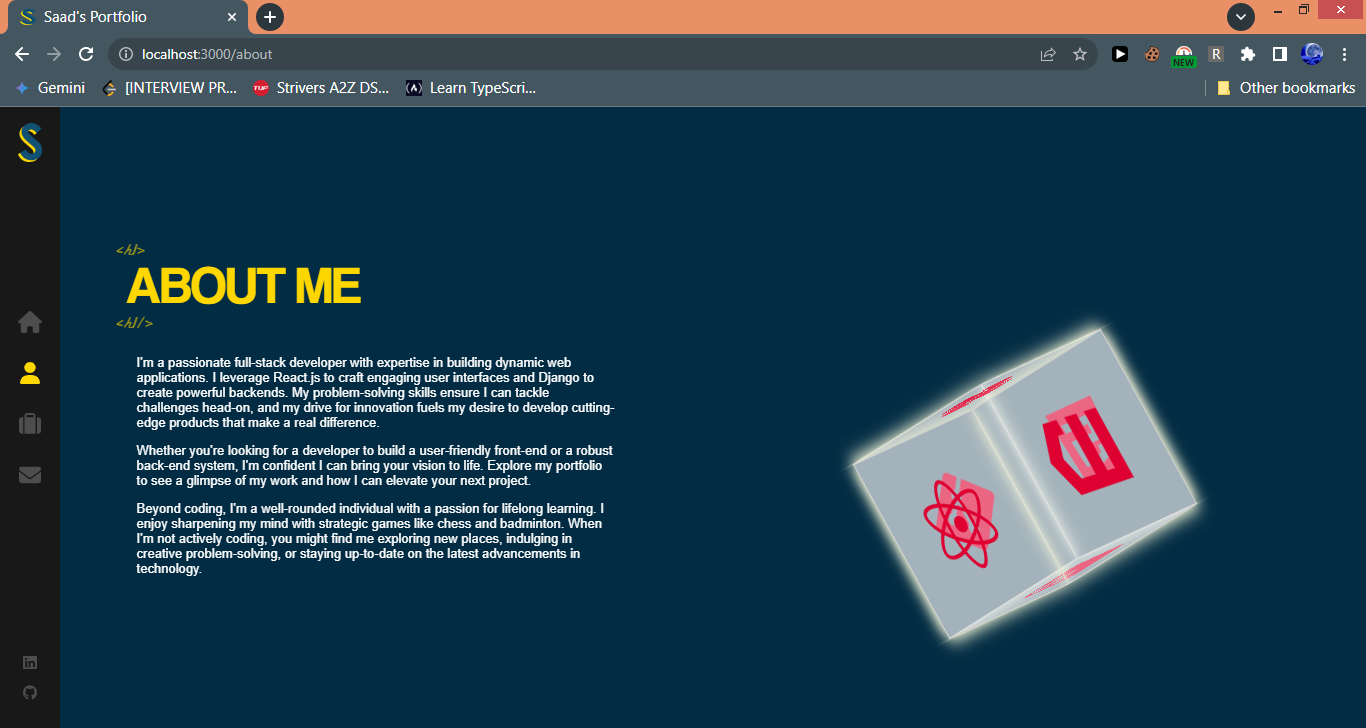 Saad's Portfolio
localhost:3000/about
NEW
R
Gemini
[INTERVIEW PR...
TUF
Strivers A2Z DS...
Learn TypeScri...
Other bookmarks
S
<h1>
ABOUT ME
<h1/>
I'm a passionate full-stack developer with expertise in building dynamic web
applications. I leverage React.js to craft engaging user interfaces and Django to
create powerful backends. My problem-solving skills ensure I can tackle
challenges head-on, and my drive for innovation fuels my desire to develop cutting-
edge products that make a real difference.
Whether you're looking for a developer to build a user-friendly front-end or a robust
back-end system, I'm confident I can bring your vision to life. Explore my portfolio
to see a glimpse of my work and how I can elevate your next project.
Beyond coding, I'm a well-rounded individual with a passion for lifelong learning. I
enjoy sharpening my mind with strategic games like chess and badminton. When
I'm not actively coding, you might find me exploring new places, indulging in
creative problem-solving, or staying up-to-date on the latest advancements in
technology.
in